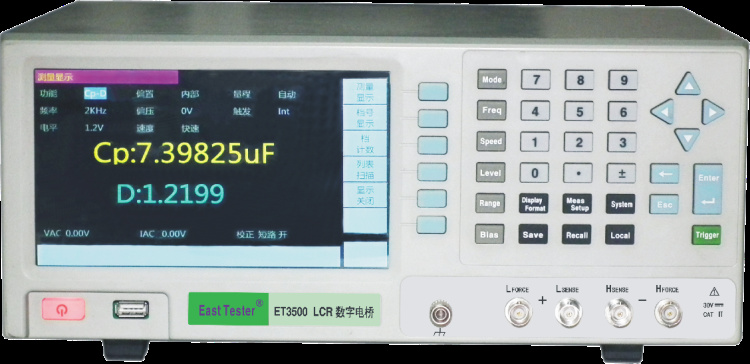 测量显示
功能 Cp-D 偏置 内部 量程 自动
频率 2KHz 偏压 0V 触发 Int
电平 1.2V 速度 快速
Cp:7.39825uF
D:1.2199
VAC 0.00V IAC 0.00V 校正 短路 开
测量
显示
档号
显示
档
计数
列表
扫描
显示
关闭
Mode 7 8 9
Freq 4 5 6
Speed 1 2 3
Level 0 • ±
Range Display Format Meas Setup System
Bias Save Recall Local
← Enter
Esc
Trigger
East Tester® ET3500 LCR 数字电桥
LFORCE + LSENSE HSENSE − HFORCE
30V
CAT II